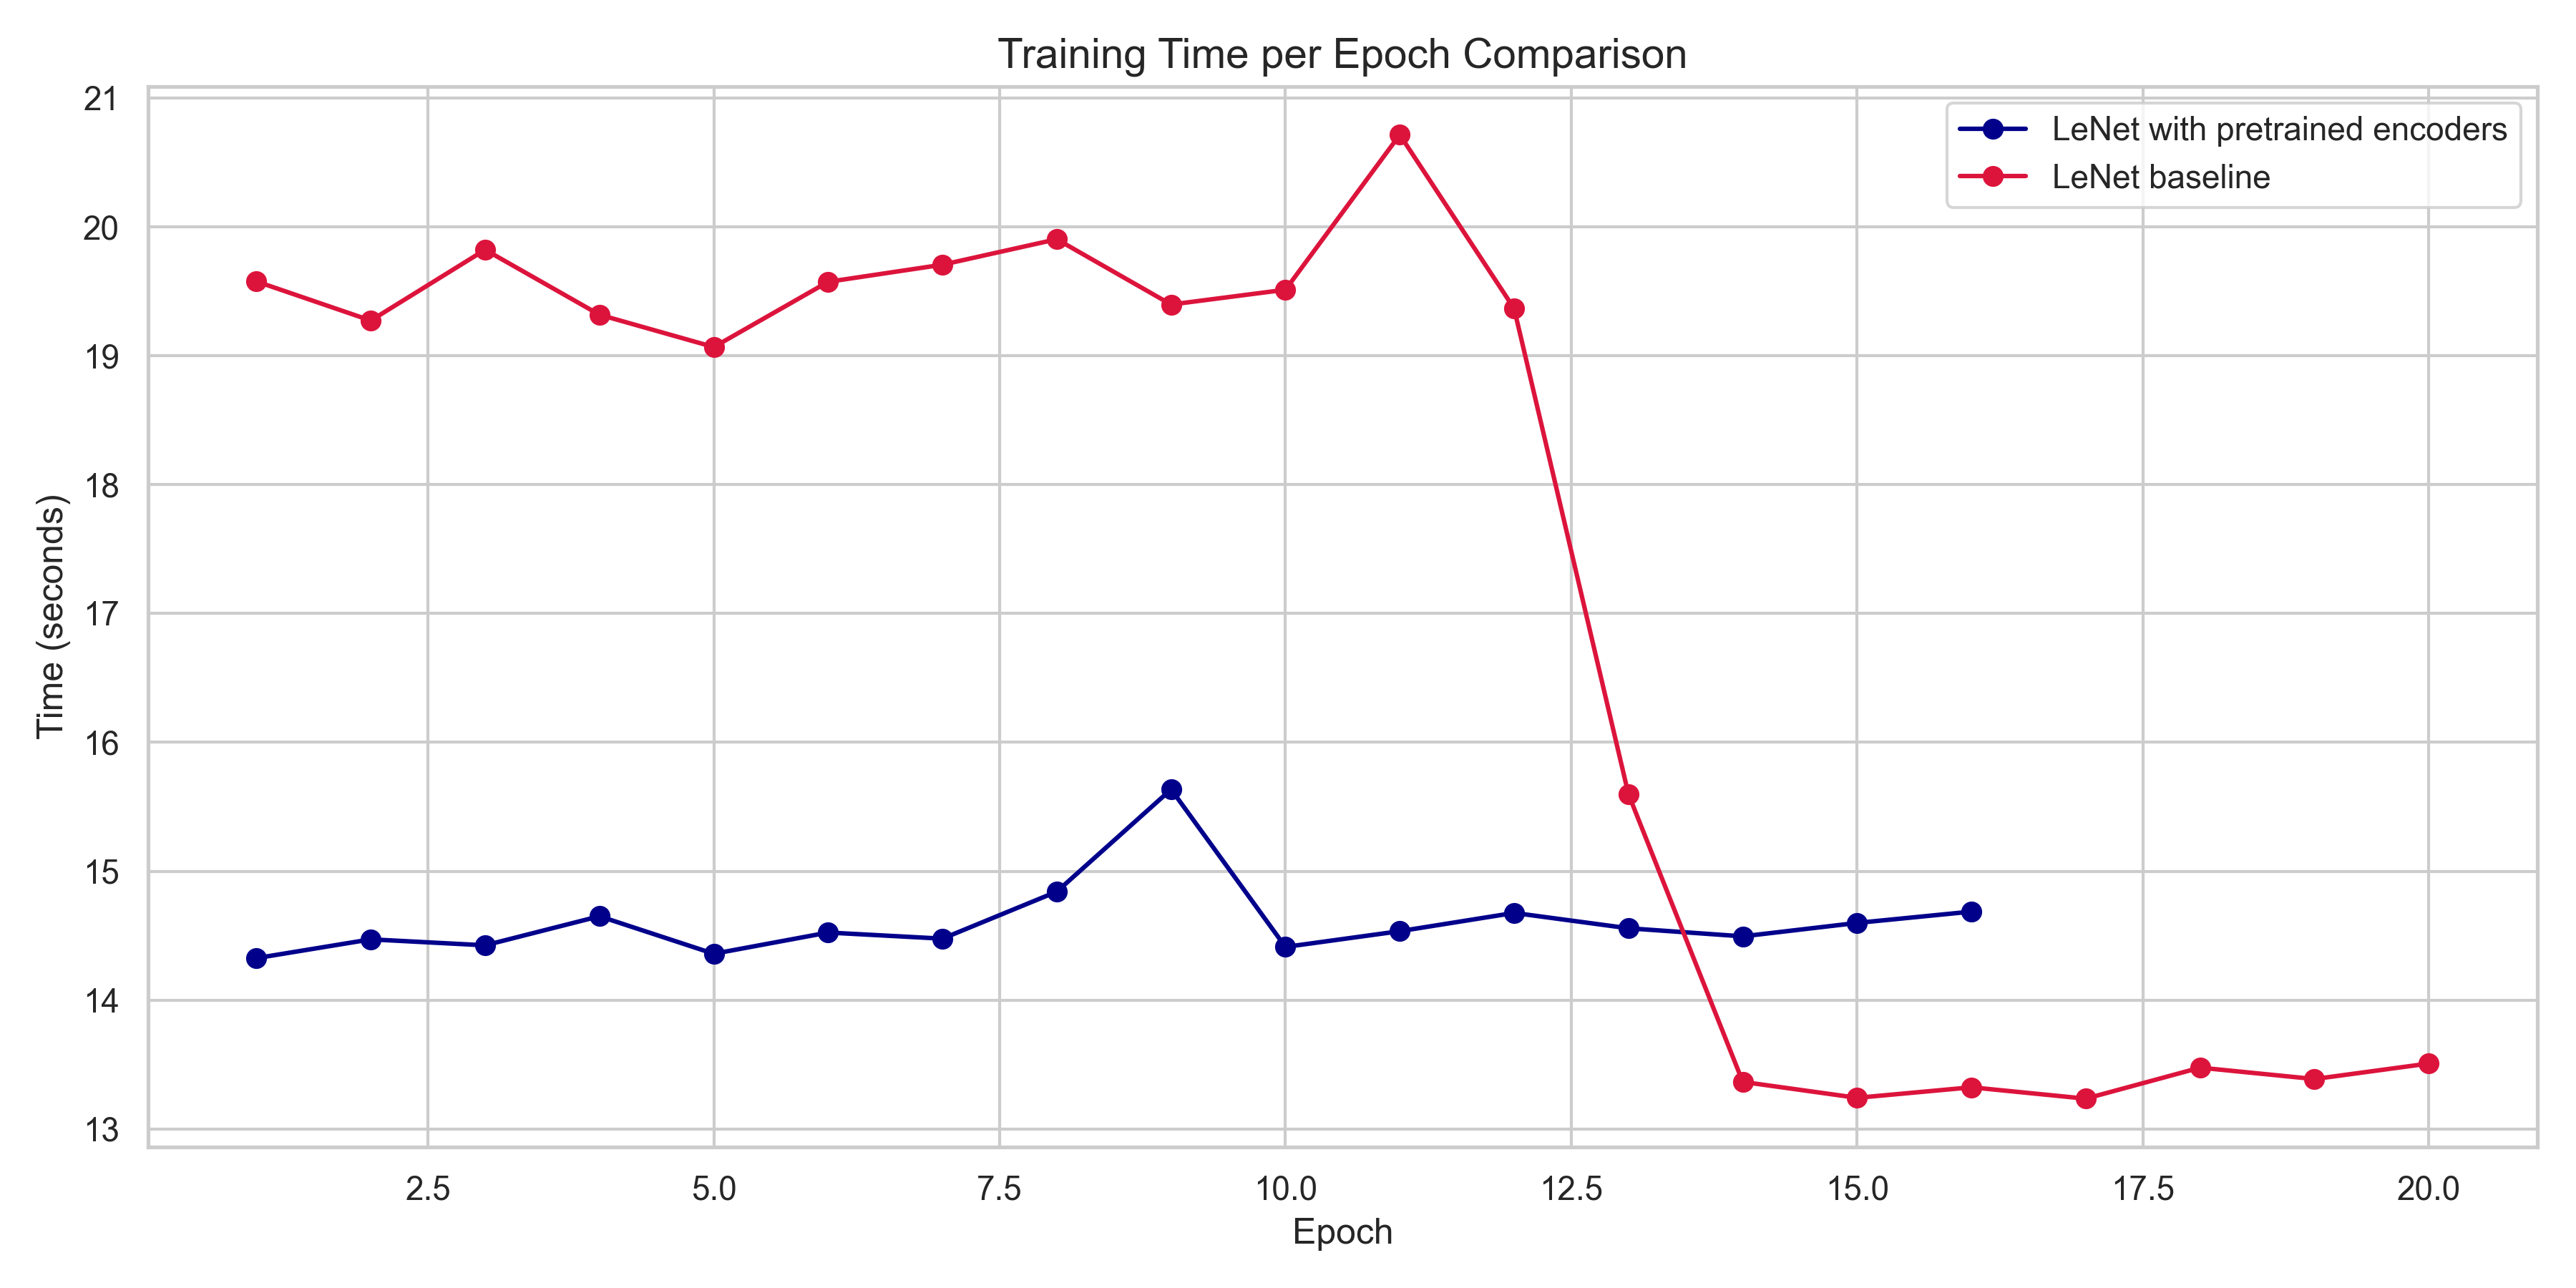 Training Time per Epoch Comparison
LeNet with pretrained encoders
LeNet baseline
Time (seconds)
21
20
19
18
17
16
15
14
13
2.5 5.0 7.5 10.0 12.5 15.0 17.5 20.0
Epoch